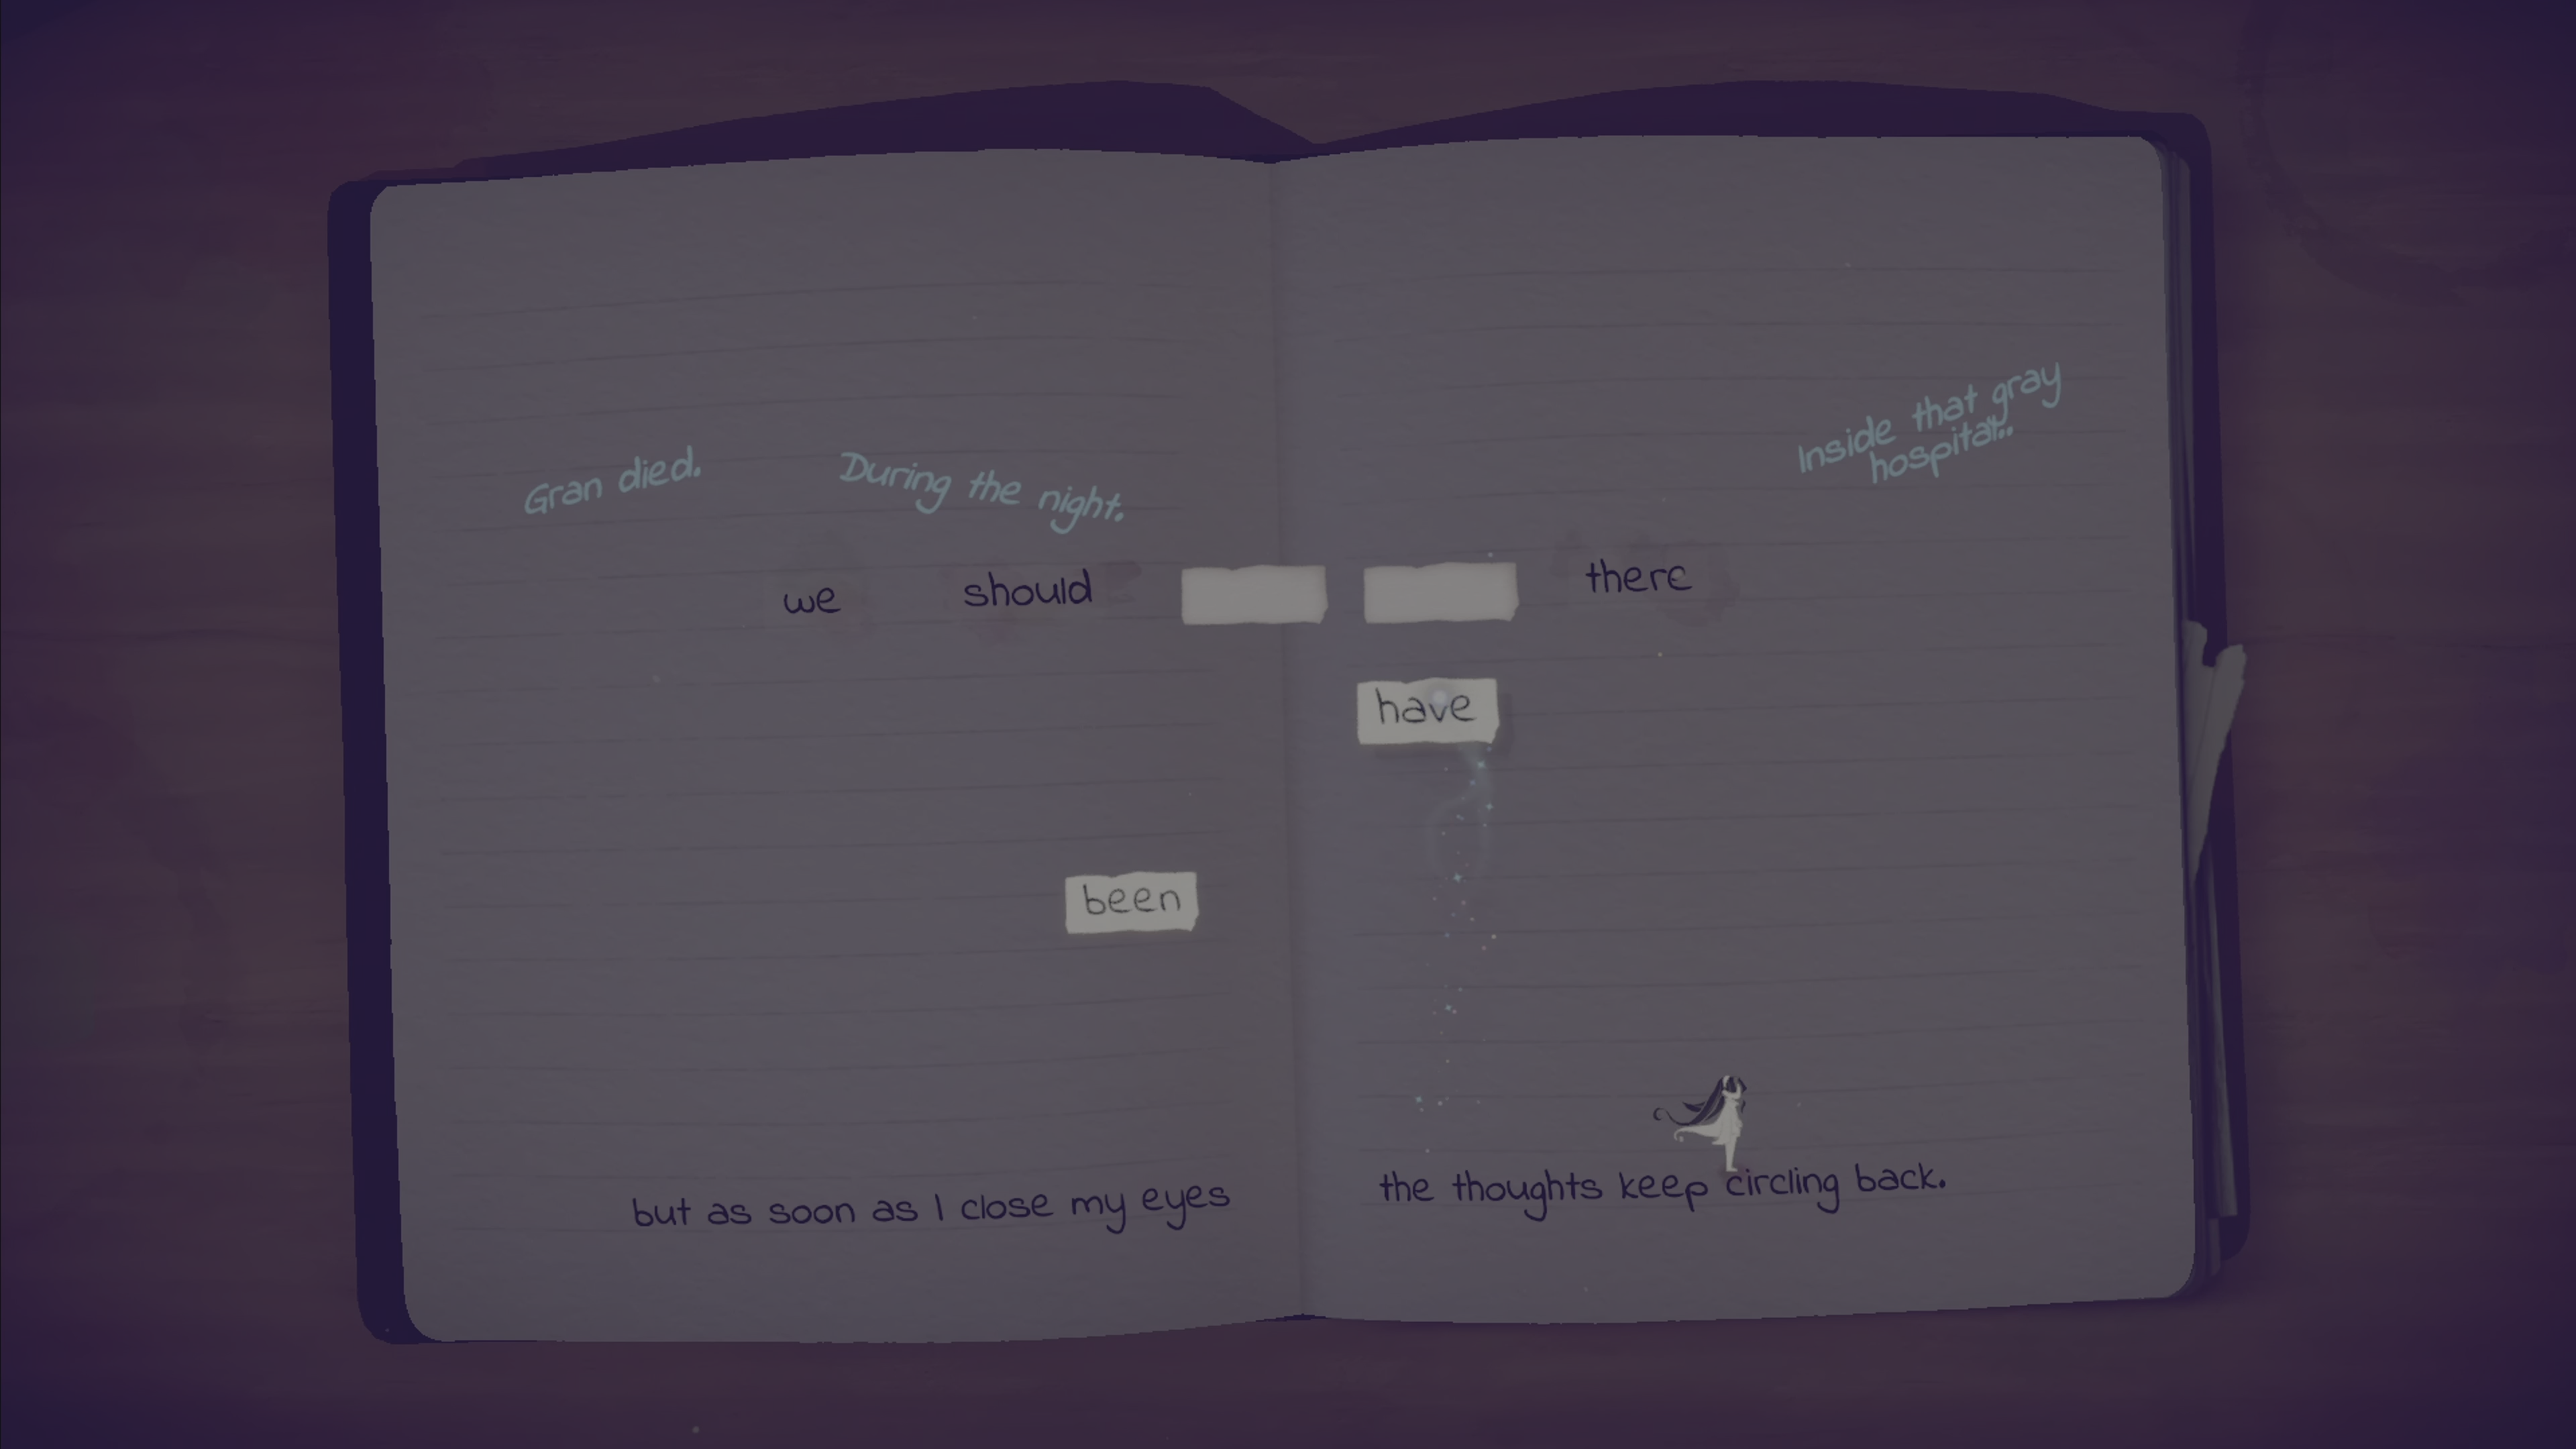 Gran died.
During the night.
Inside that gray
hospital..
we should there
have
been
but as soon as I close my eyes
the thoughts keep circling back.